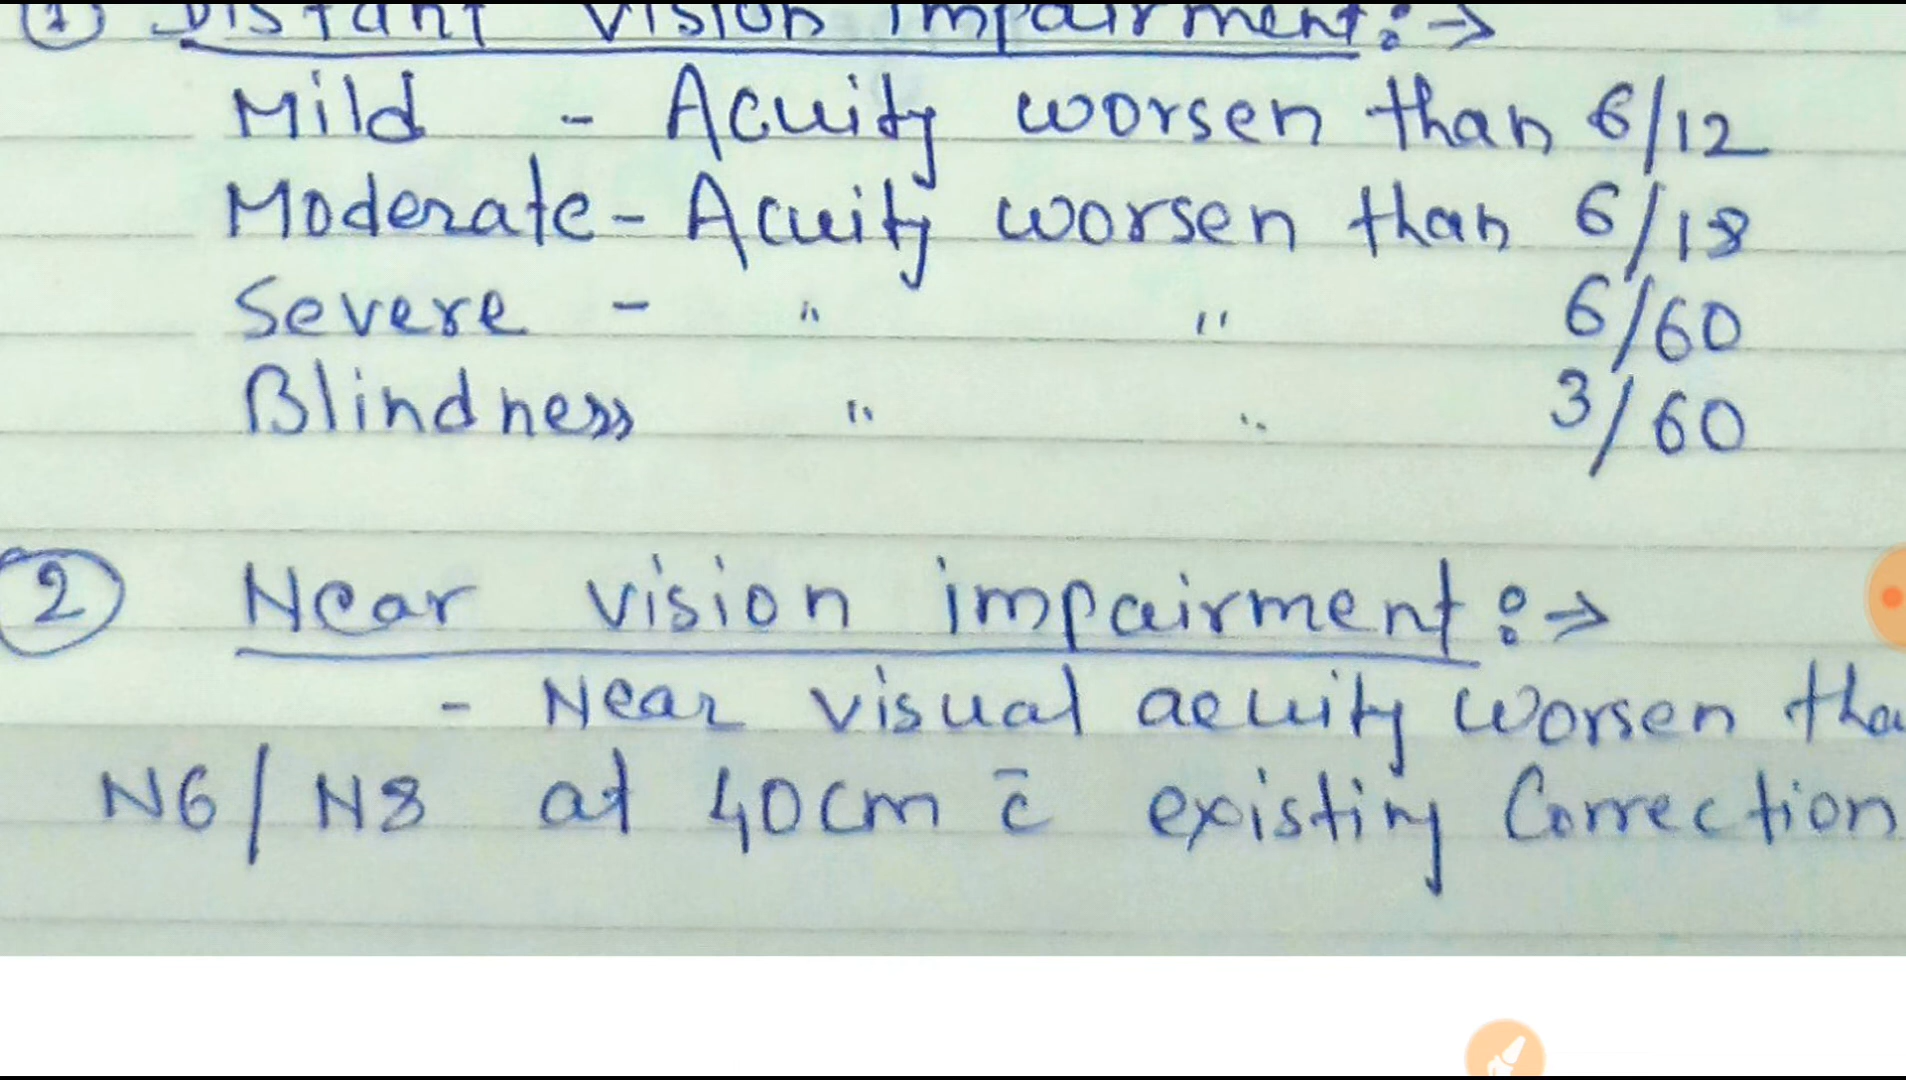 ① Distant vision impairment:→
Mild - Acuity worsen than 6/12
Moderate - Acuity worsen than 6/18
Severe - " " 6/60
Blindness " " 3/60
② Near vision impairment:→
- Near visual acuity worsen tha
N6/N8 at 40cm c̄ existing Correction